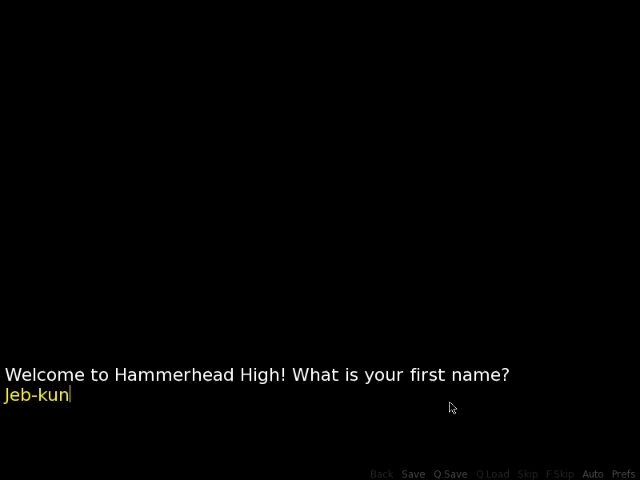 Welcome to Hammerhead High! What is your first name?
Jeb-kun
Back Save Q.Save Q.Load Skip F.Skip Auto Prefs